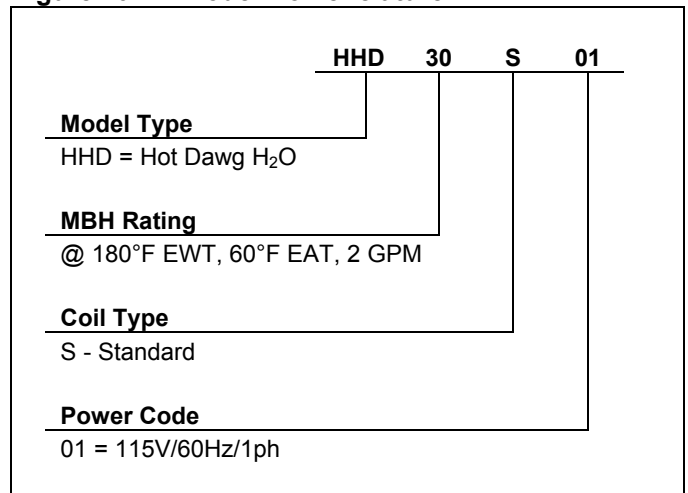 HHD 30 S 01
Model Type
HHD = Hot Dawg H₂O
MBH Rating
@ 180°F EWT, 60°F EAT, 2 GPM
Coil Type
S - Standard
Power Code
01 = 115V/60Hz/1ph